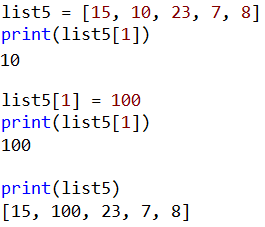 list5 = [15, 10, 23, 7, 8]
print(list5[1])
10
list5[1] = 100
print(list5[1])
100
print(list5)
[15, 100, 23, 7, 8]